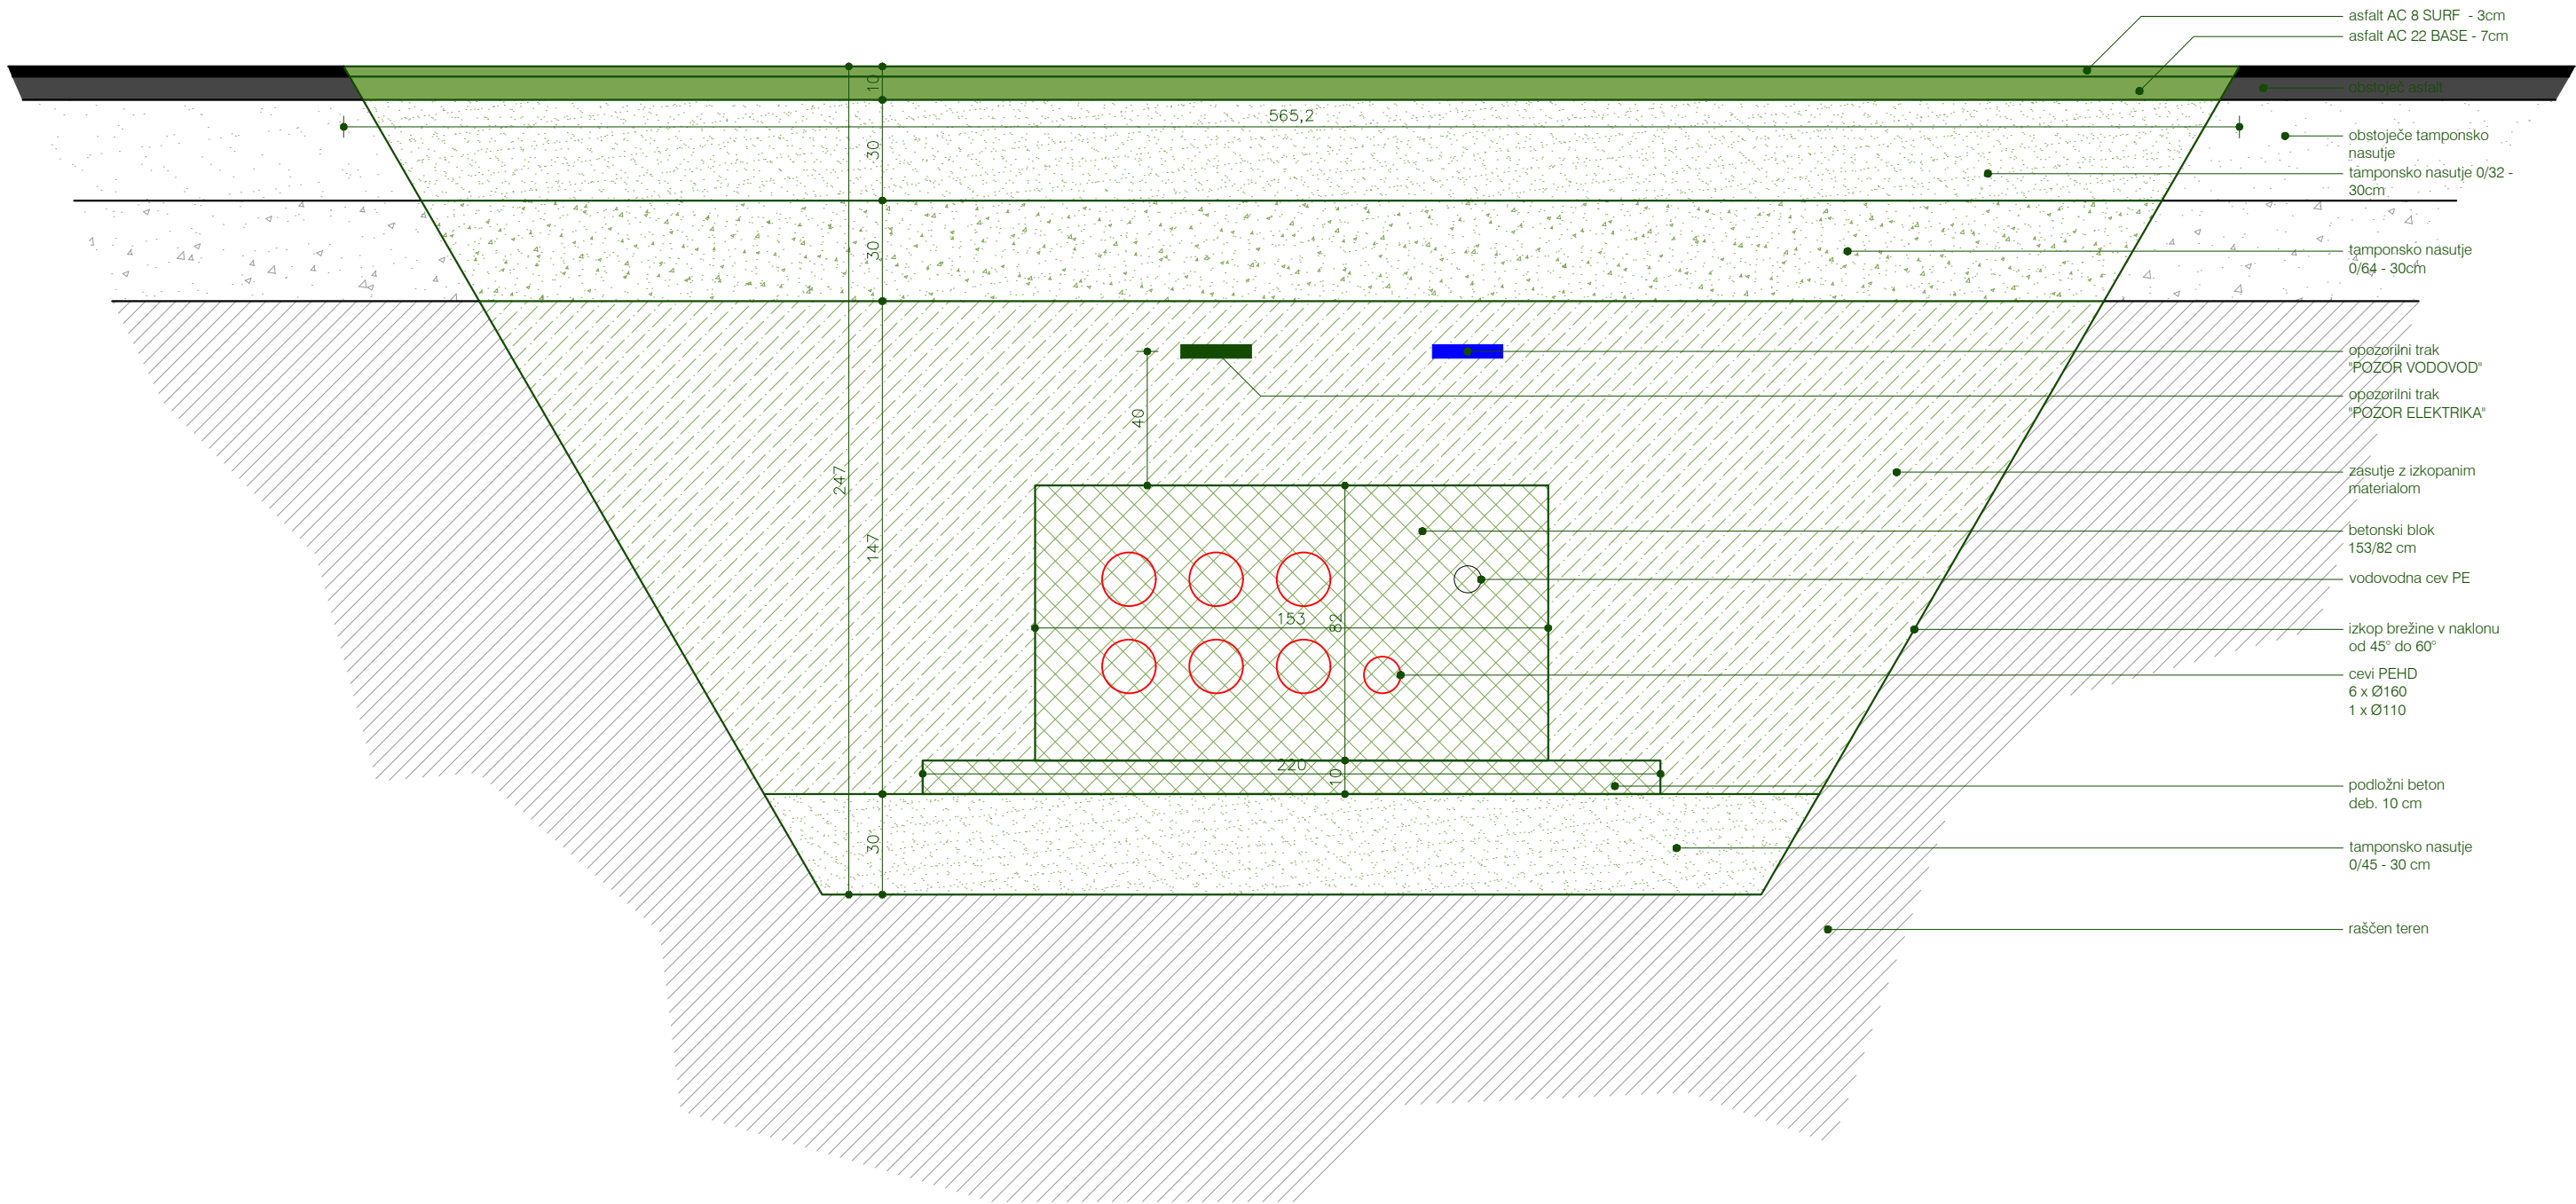 asfalt AC 8 SURF - 3cm
asfalt AC 22 BASE - 7cm
obstoječ asfalt
obstoječe tamponsko
nasutje
tamponsko nasutje 0/32 -
30cm
tamponsko nasutje
0/64 - 30cm
opozorilni trak
"POZOR VODOVOD"
opozorilni trak
"POZOR ELEKTRIKA"
zasutje z izkopanim
materialom
betonski blok
153/82 cm
vodovodna cev PE
izkop brežine v naklonu
od 45° do 60°
cevi PEHD
6 x Ø160
1 x Ø110
podložni beton
deb. 10 cm
tamponsko nasutje
0/45 - 30 cm
raščen teren
10
565,2
30
30
40
247
147
153
82
220
10
30